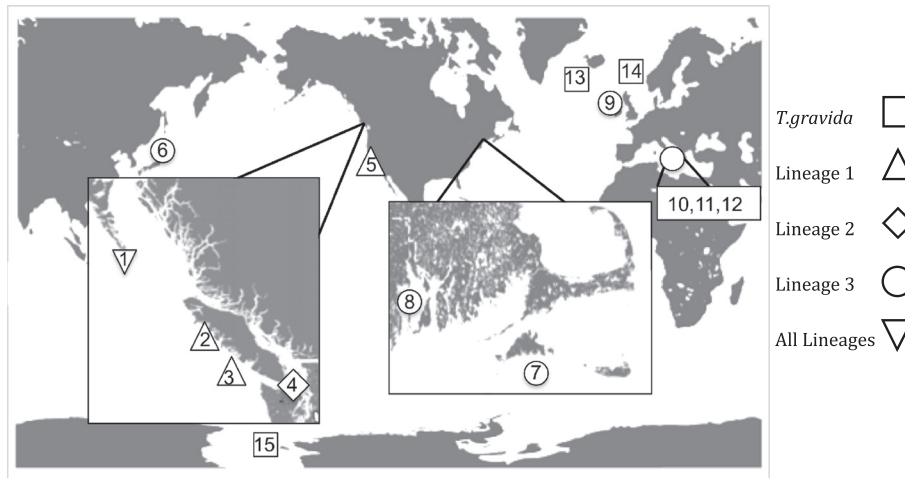 13
14
9
T.gravida
6
5
Lineage 1
10,11,12
Lineage 2
1
8
Lineage 3
2
All Lineages
3
7
4
15